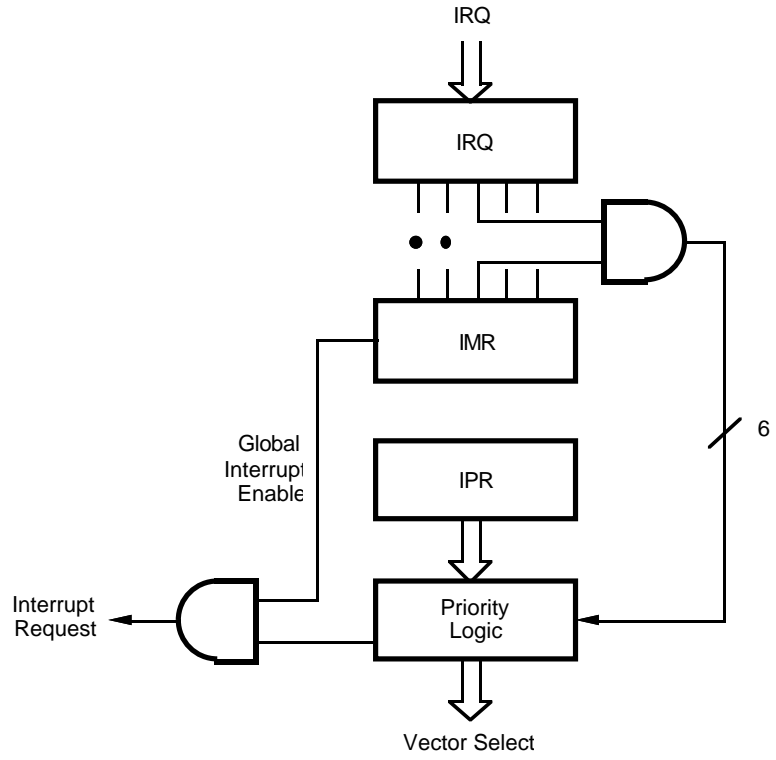 IRQ
IRQ
IMR
6
Global
Interrupt
Enable
IPR
Priority
Logic
Interrupt
Request
Vector Select